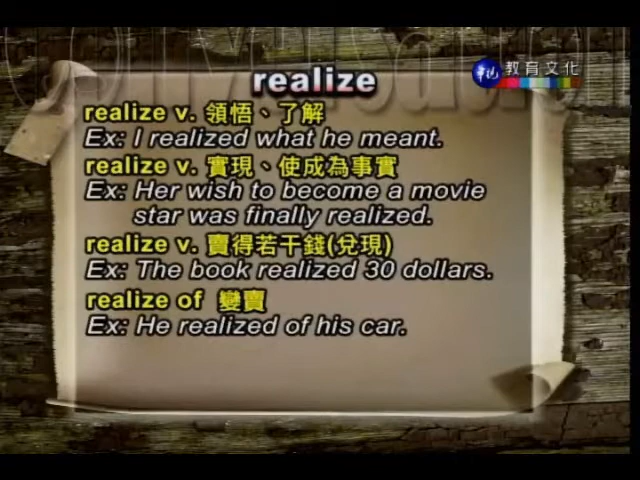 realize
華視 教育文化
realize v. 領悟、了解
Ex: I realized what he meant.
realize v. 實現、使成為事實
Ex: Her wish to become a movie
star was finally realized.
realize v. 賣得若干錢(兌現)
Ex: The book realized 30 dollars.
realize of 變賣
Ex: He realized of his car.